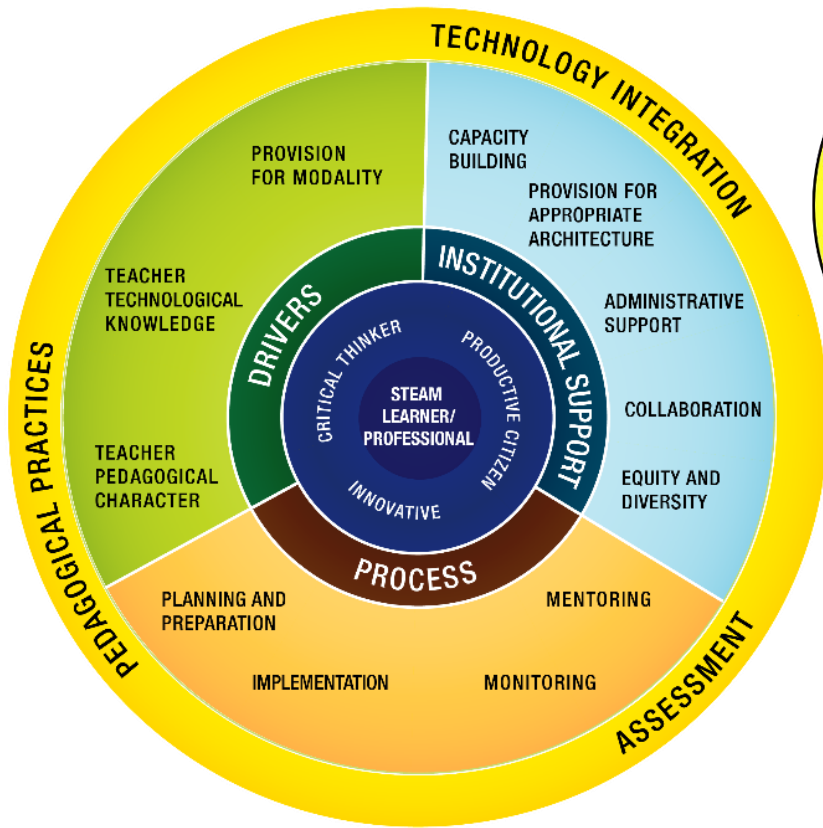 TECHNOLOGY INTEGRATION
PEDAGOGICAL PRACTICES
ASSESSMENT
PROVISION
FOR MODALITY
TEACHER
TECHNOLOGICAL
KNOWLEDGE
TEACHER
PEDAGOGICAL
CHARACTER
CAPACITY
BUILDING
PROVISION FOR
APPROPRIATE
ARCHITECTURE
ADMINISTRATIVE
SUPPORT
COLLABORATION
EQUITY AND
DIVERSITY
DRIVERS
INSTITUTIONAL SUPPORT
PROCESS
CRITICAL THINKER
PRODUCTIVE CITIZEN
INNOVATIVE
STEAM
LEARNER/
PROFESSIONAL
PLANNING AND
PREPARATION
IMPLEMENTATION
MENTORING
MONITORING